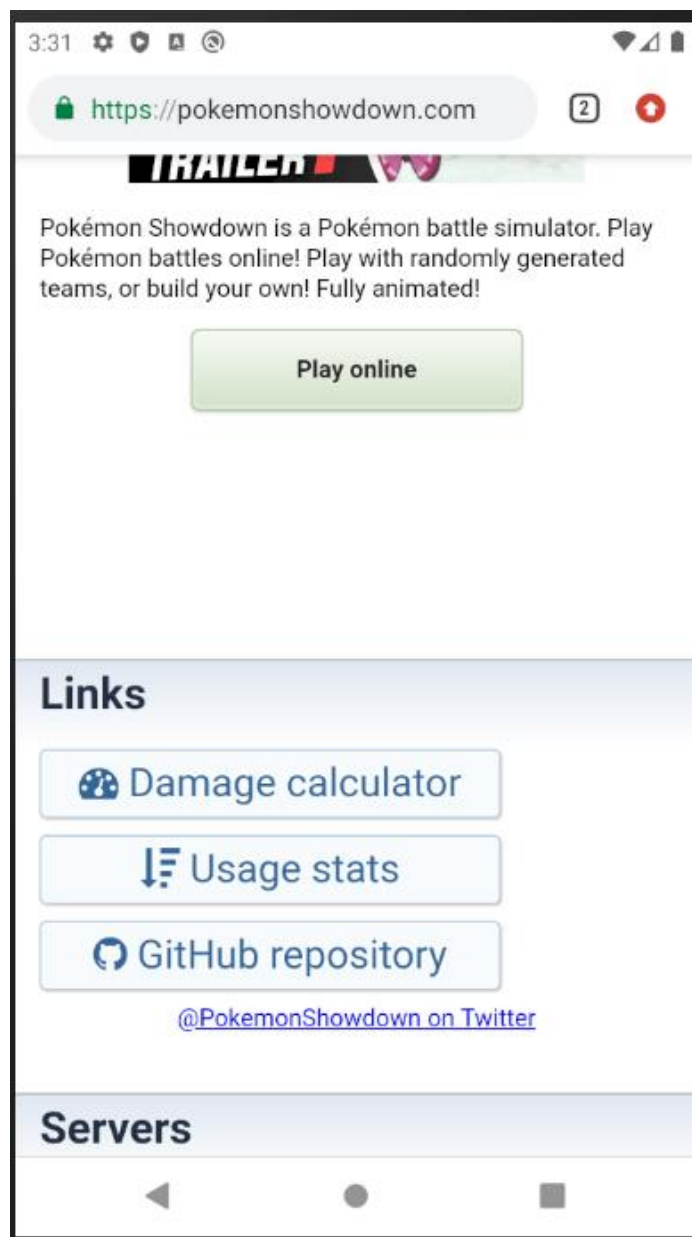 3:31
https://pokemonshowdown.com
2
TRAILER
Pokémon Showdown is a Pokémon battle simulator. Play
Pokémon battles online! Play with randomly generated
teams, or build your own! Fully animated!
Play online
Links
Damage calculator
Usage stats
GitHub repository
@PokemonShowdown on Twitter
Servers